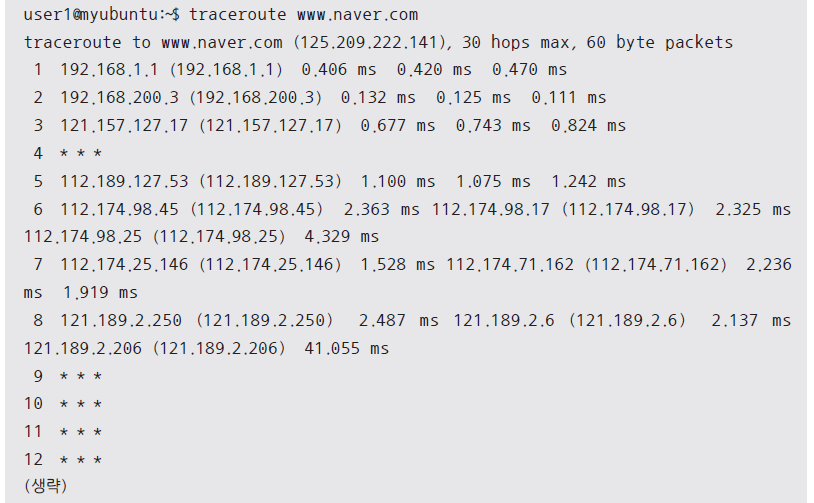 user1@myubuntu:~$ traceroute www.naver.com
traceroute to www.naver.com (125.209.222.141), 30 hops max, 60 byte packets
1 192.168.1.1 (192.168.1.1) 0.406 ms 0.420 ms 0.470 ms
2 192.168.200.3 (192.168.200.3) 0.132 ms 0.125 ms 0.111 ms
3 121.157.127.17 (121.157.127.17) 0.677 ms 0.743 ms 0.824 ms
4 * * *
5 112.189.127.53 (112.189.127.53) 1.100 ms 1.075 ms 1.242 ms
6 112.174.98.45 (112.174.98.45) 2.363 ms 112.174.98.17 (112.174.98.17) 2.325 ms
112.174.98.25 (112.174.98.25) 4.329 ms
7 112.174.25.146 (112.174.25.146) 1.528 ms 112.174.71.162 (112.174.71.162) 2.236
ms 1.919 ms
8 121.189.2.250 (121.189.2.250) 2.487 ms 121.189.2.6 (121.189.2.6) 2.137 ms
121.189.2.206 (121.189.2.206) 41.055 ms
9 * * *
10 * * *
11 * * *
12 * * *
(생략)